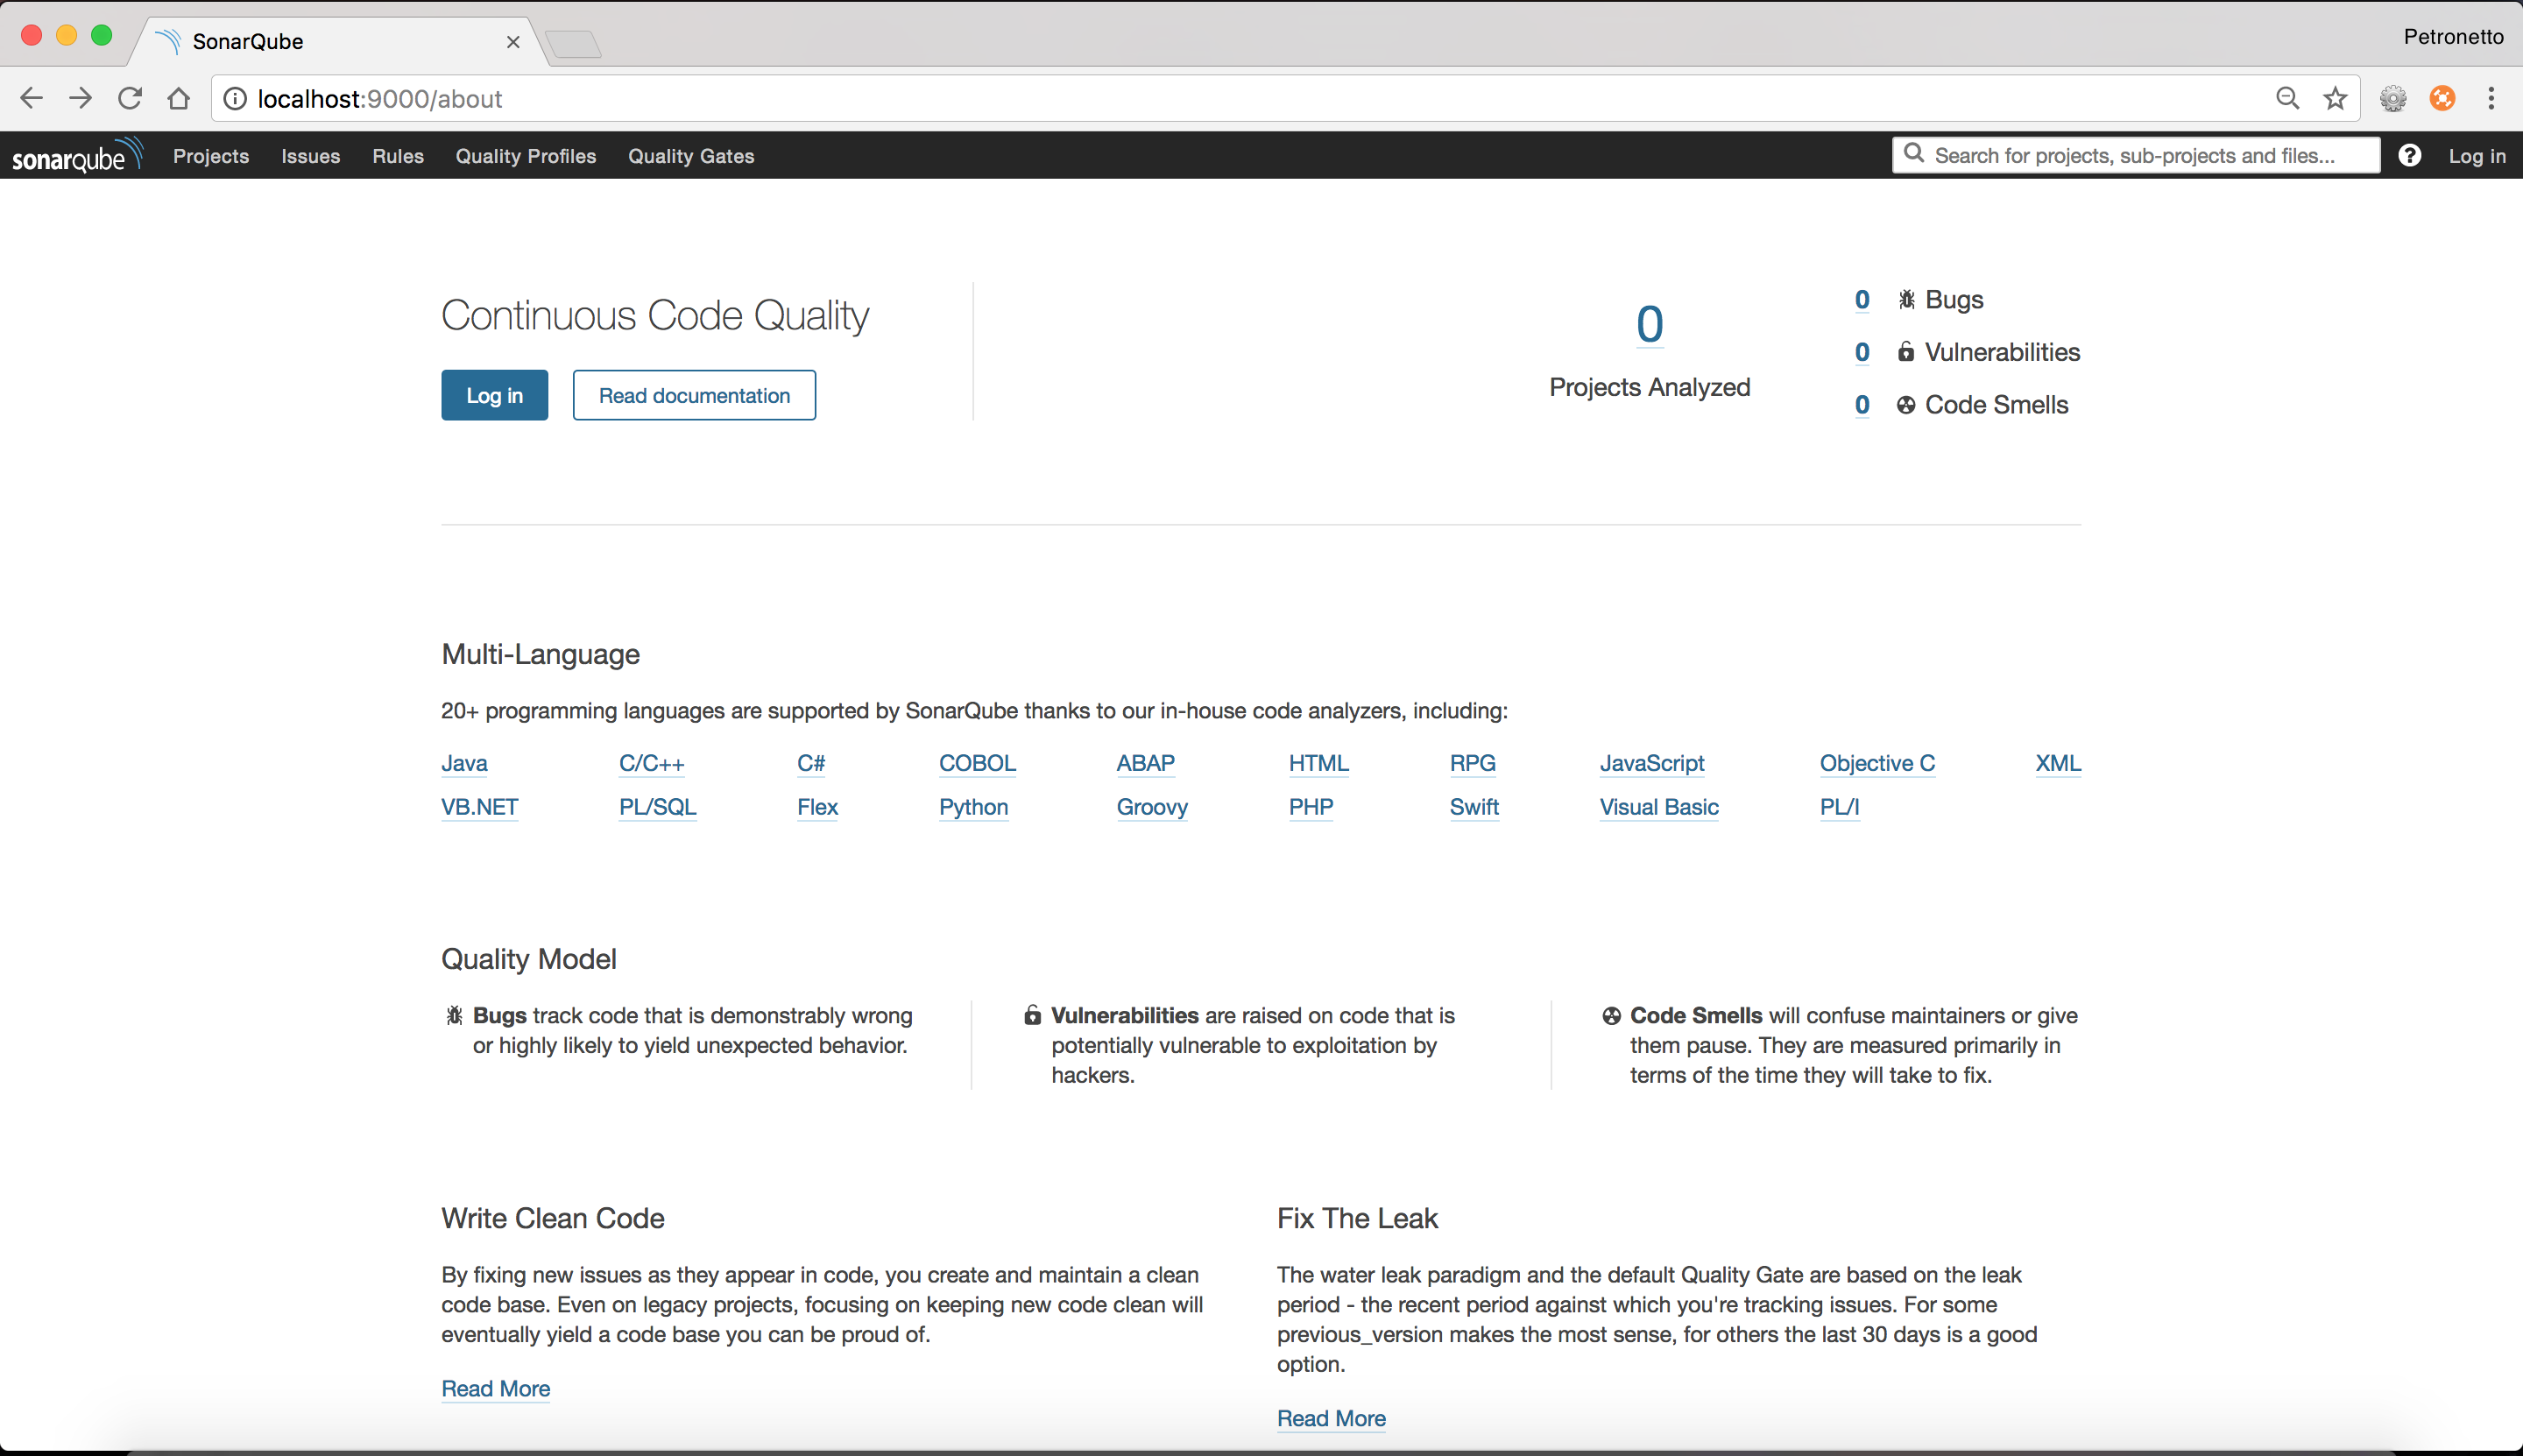 SonarQube
Petronetto
localhost:9000/about
sonarqube Projects Issues Rules Quality Profiles Quality Gates Search for projects, sub-projects and files... Log in
Continuous Code Quality
Log in Read documentation
0
Projects Analyzed
0 Bugs
0 Vulnerabilities
0 Code Smells
Multi-Language
20+ programming languages are supported by SonarQube thanks to our in-house code analyzers, including:
Java C/C++ C# COBOL ABAP HTML RPG JavaScript Objective C XML
VB.NET PL/SQL Flex Python Groovy PHP Swift Visual Basic PL/I
Quality Model
Bugs track code that is demonstrably wrong
or highly likely to yield unexpected behavior.
Vulnerabilities are raised on code that is
potentially vulnerable to exploitation by
hackers.
Code Smells will confuse maintainers or give
them pause. They are measured primarily in
terms of the time they will take to fix.
Write Clean Code
By fixing new issues as they appear in code, you create and maintain a clean
code base. Even on legacy projects, focusing on keeping new code clean will
eventually yield a code base you can be proud of.
Read More
Fix The Leak
The water leak paradigm and the default Quality Gate are based on the leak
period - the recent period against which you're tracking issues. For some
previous_version makes the most sense, for others the last 30 days is a good
option.
Read More